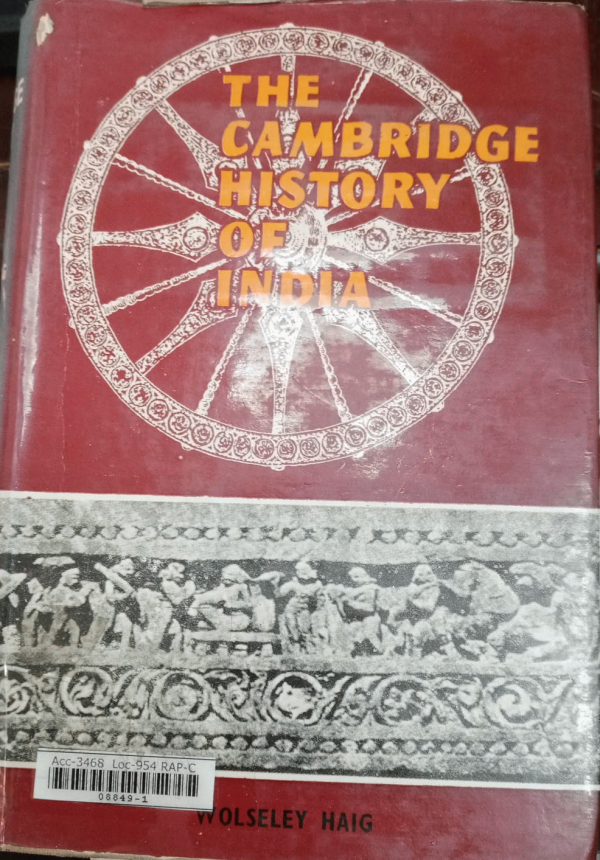 THE
CAMBRIDGE
HISTORY
OF
INDIA
Acc-3468 Loc-954 RAP-C
08849-1
WOLSELEY HAIG